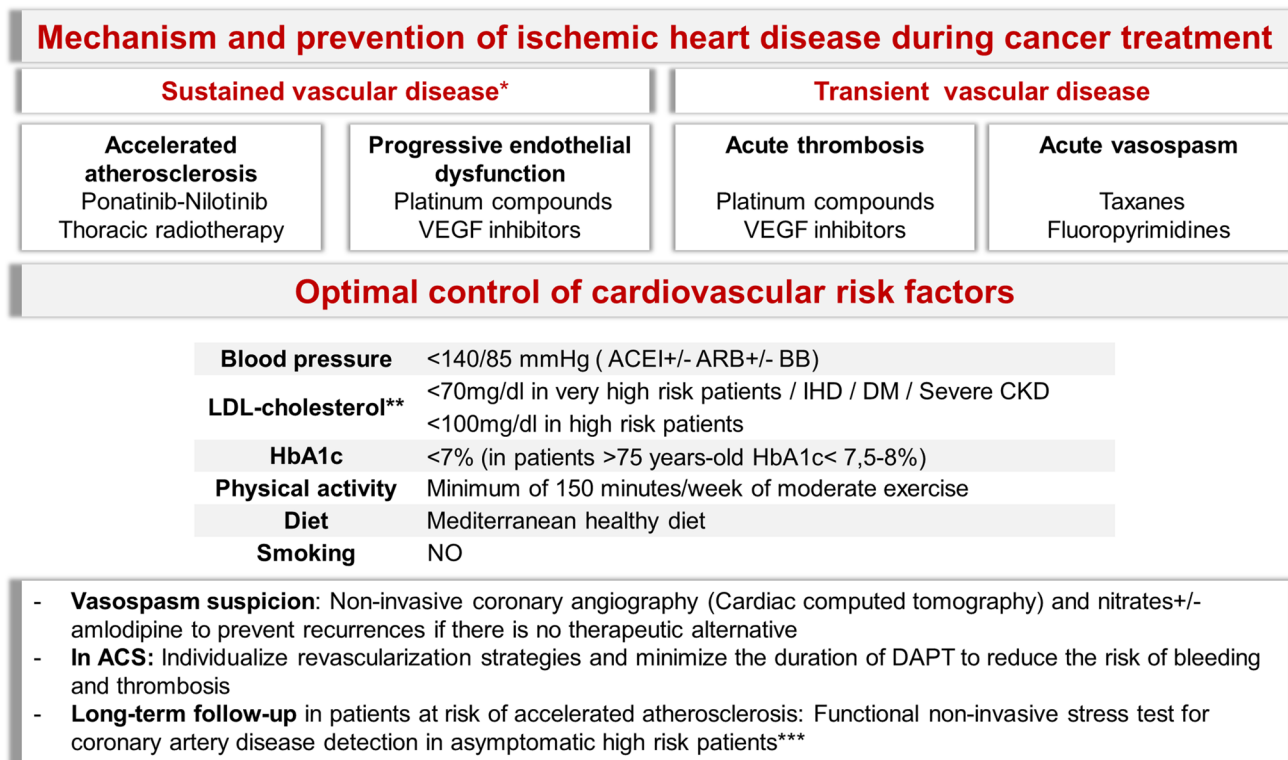 Mechanism and prevention of ischemic heart disease during cancer treatment
Sustained vascular disease*
Transient vascular disease
Accelerated
atherosclerosis
Ponatinib-Nilotinib
Thoracic radiotherapy
Progressive endothelial
dysfunction
Platinum compounds
VEGF inhibitors
Acute thrombosis
Platinum compounds
VEGF inhibitors
Acute vasospasm
Taxanes
Fluoropyrimidines
Optimal control of cardiovascular risk factors
Blood pressure <140/85 mmHg ( ACEI+/- ARB+/- BB)
LDL-cholesterol** <70mg/dl in very high risk patients / IHD / DM / Severe CKD
<100mg/dl in high risk patients
HbA1c <7% (in patients >75 years-old HbA1c< 7,5-8%)
Physical activity Minimum of 150 minutes/week of moderate exercise
Diet Mediterranean healthy diet
Smoking NO
- Vasospasm suspicion: Non-invasive coronary angiography (Cardiac computed tomography) and nitrates+/-
amlodipine to prevent recurrences if there is no therapeutic alternative
- In ACS: Individualize revascularization strategies and minimize the duration of DAPT to reduce the risk of bleeding
and thrombosis
- Long-term follow-up in patients at risk of accelerated atherosclerosis: Functional non-invasive stress test for
coronary artery disease detection in asymptomatic high risk patients***